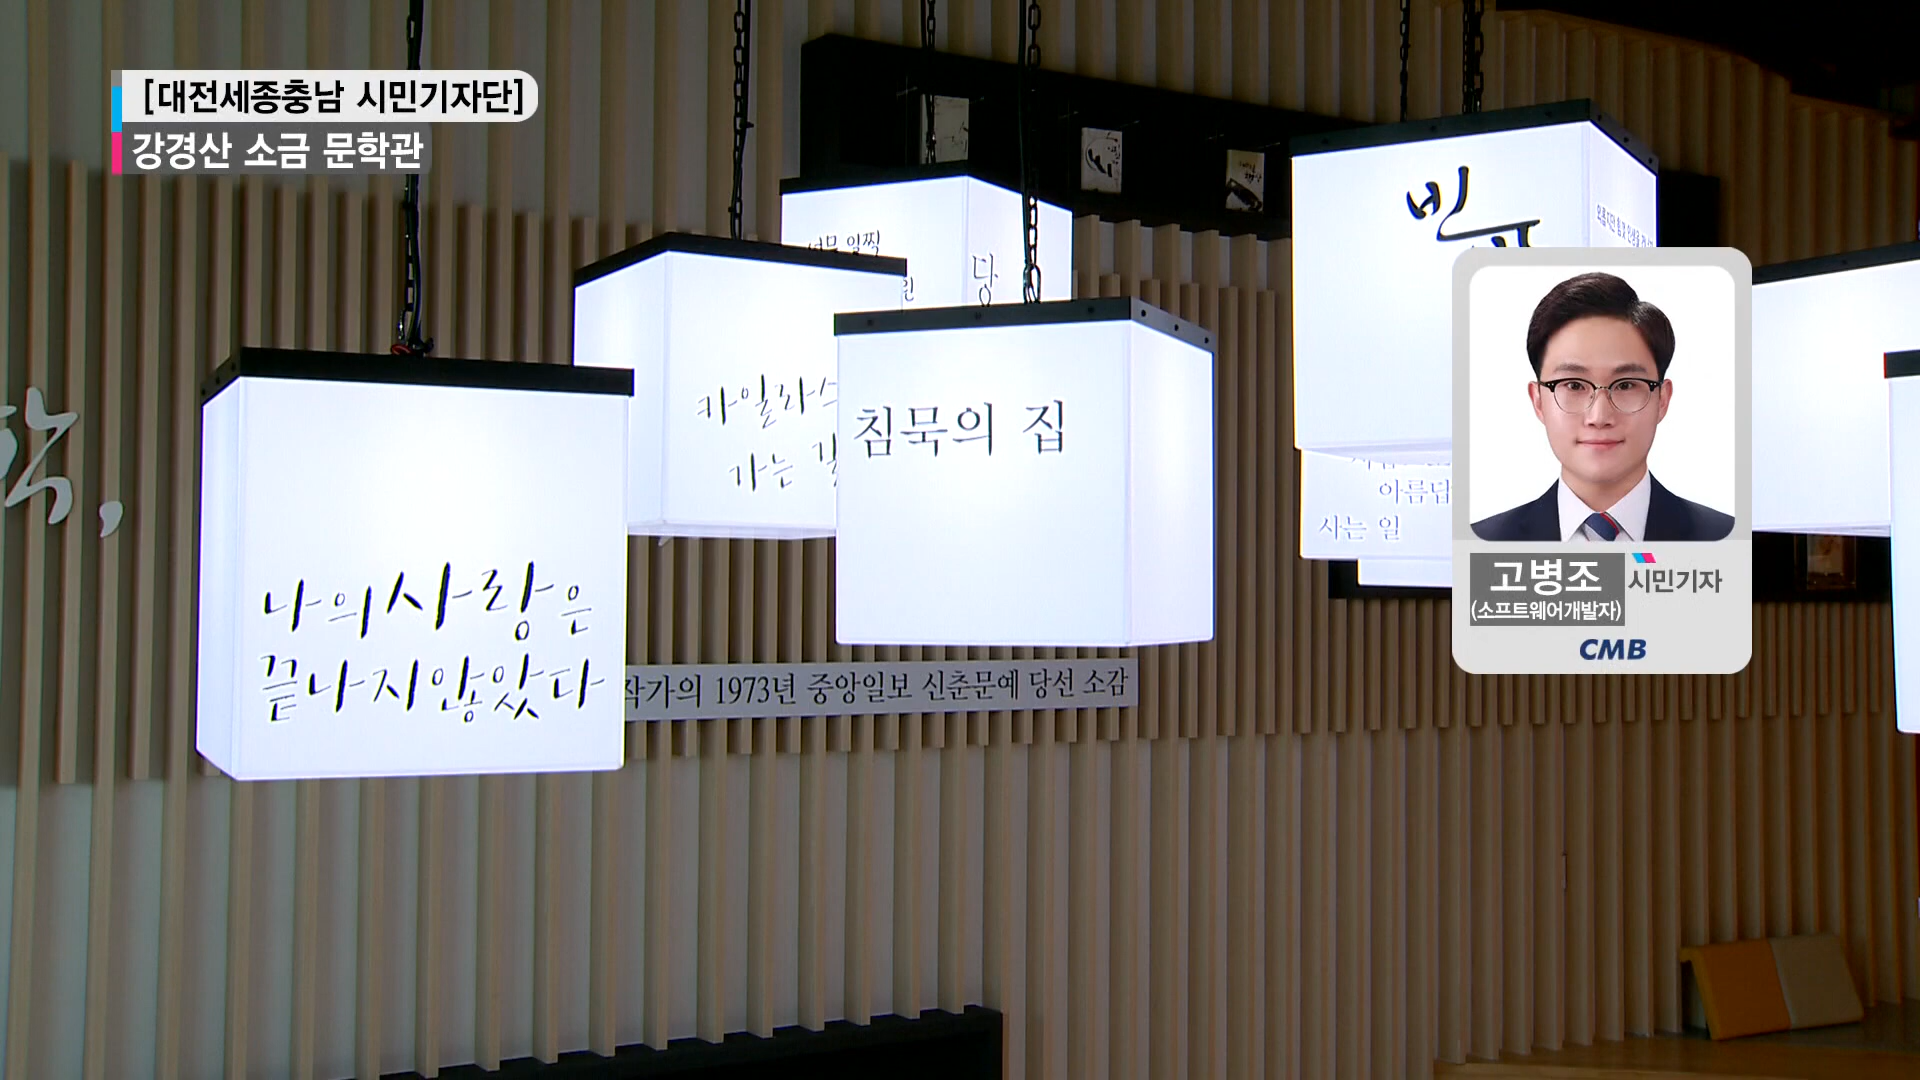 [대전세종충남 시민기자단]
강경산 소금 문학관
일찍
당
빈
카일라스
가는 길
침묵의 집
아름답
사는 일
나의 사랑은
끝나지 않았다
작가의 1973년 중앙일보 신춘문예 당선 소감
고병조
(소프트웨어개발자)
시민기자
CMB